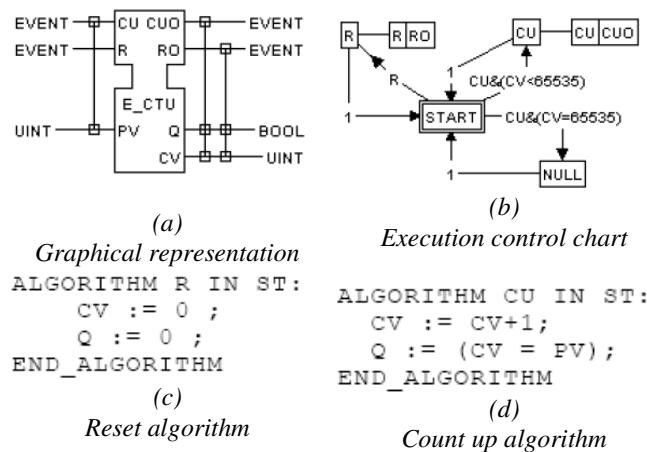 EVENT CU CUO EVENT
EVENT R RO EVENT
E_CTU
UINT PV Q BOOL
CV UINT
(a)
Graphical representation
R R RO
CU CU CUO
1
R
CU&(CV<65535)
1
START
CU&(CV=65535)
1
NULL
(b)
Execution control chart
ALGORITHM R IN ST:
CV := 0 ;
Q := 0 ;
END_ALGORITHM
(c)
Reset algorithm
ALGORITHM CU IN ST:
CV := CV+1;
Q := (CV = PV);
END_ALGORITHM
(d)
Count up algorithm